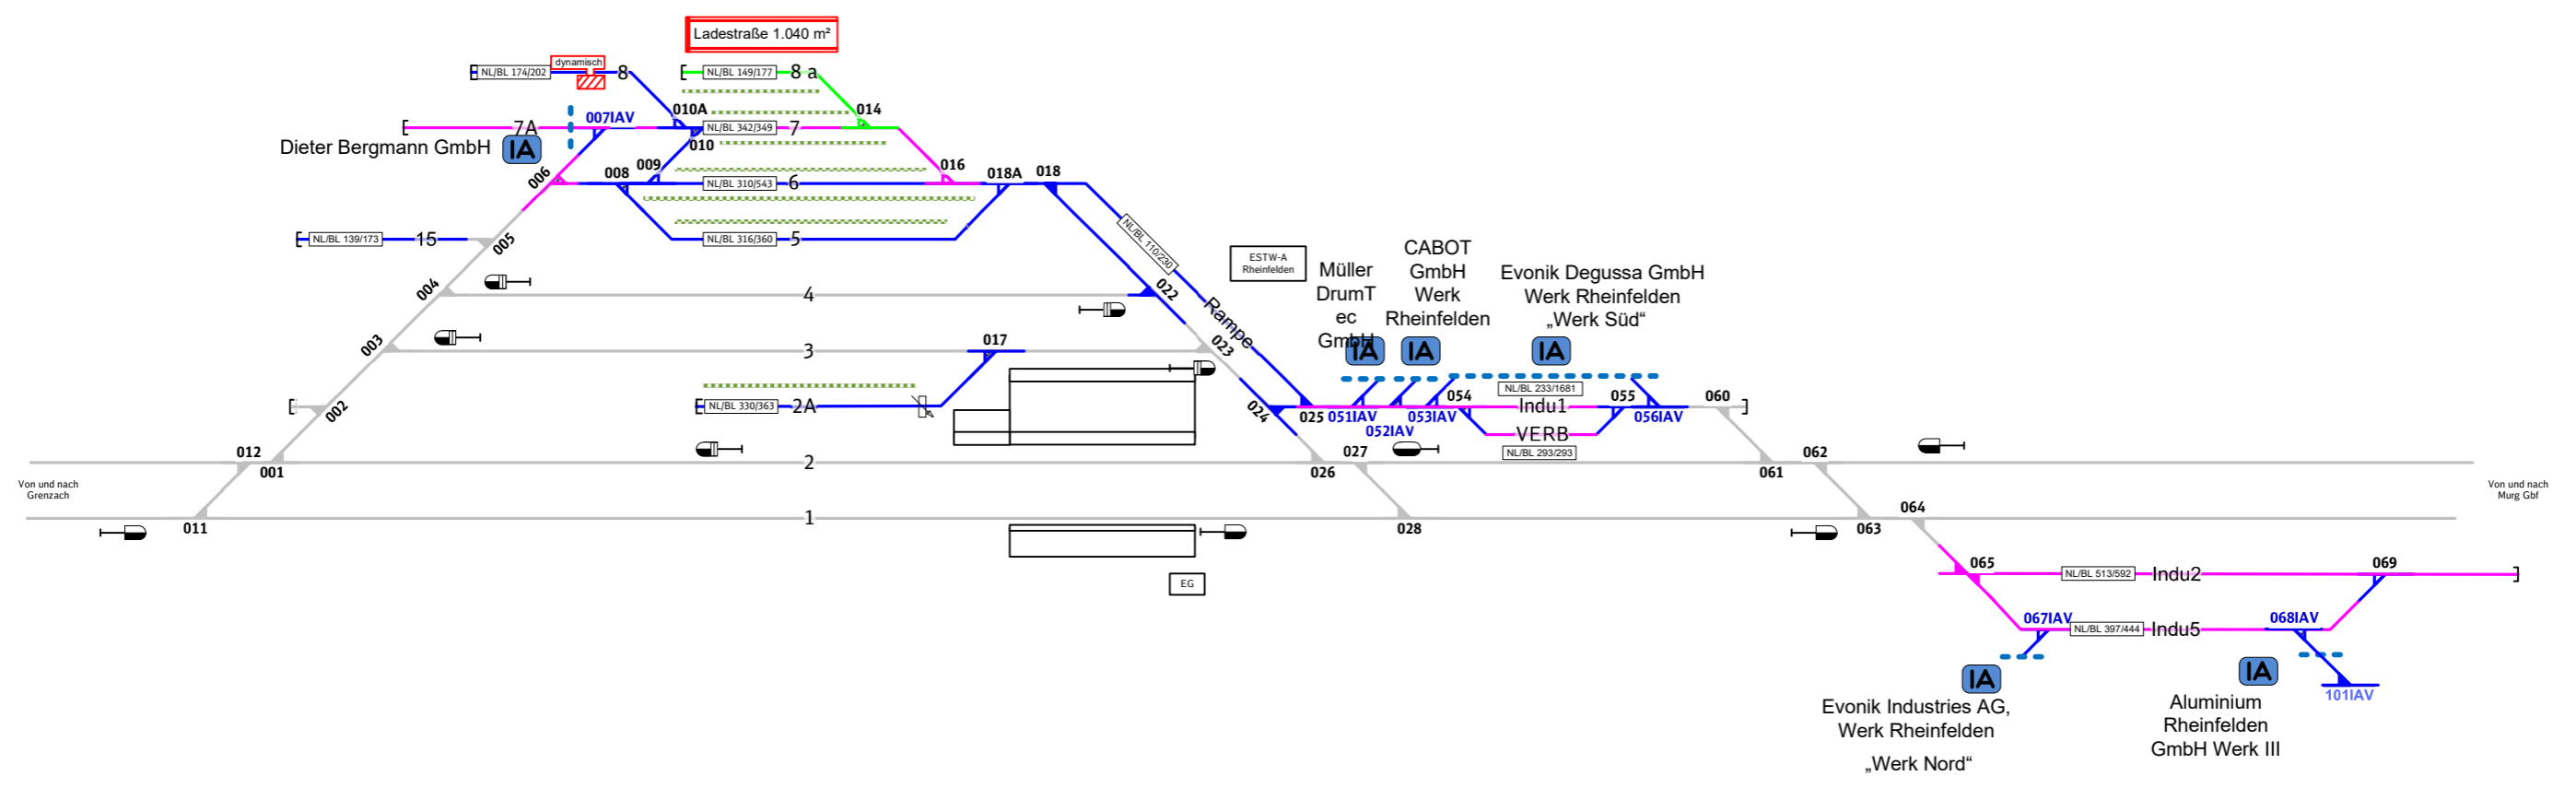 Ladestraße 1.040 m²
NL/BL 174/202
dynamisch
8
NL/BL 149/177
8 a
014
010A
007IAV
7A
NL/BL 342/349
7
Dieter Bergmann GmbH
IA
010
006
008
009
016
018A
018
NL/BL 310/543
6
NL/BL 139/173
15
005
NL/BL 316/360
5
NL/BL 110/230
Rampe
ESTW-A
Rheinfelden
Müller
DrumT
ec
GmbH
IA
CABOT
GmbH
Werk
Rheinfelden
IA
Evonik Degussa GmbH
Werk Rheinfelden
„Werk Süd“
IA
004
4
022
003
3
017
023
NL/BL 330/363
2A
002
024
025
051IAV
052IAV
053IAV
054
NL/BL 233/1681
Indu1
055
056IAV
060
VERB
NL/BL 293/293
012
001
2
026
027
061
062
Von und nach
Grenzach
Von und nach
Murg Gbf
011
1
028
063
064
EG
065
NL/BL 513/592
Indu2
069
067IAV
NL/BL 397/444
Indu5
068IAV
101IAV
IA
Evonik Industries AG,
Werk Rheinfelden
„Werk Nord“
IA
Aluminium
Rheinfelden
GmbH Werk III